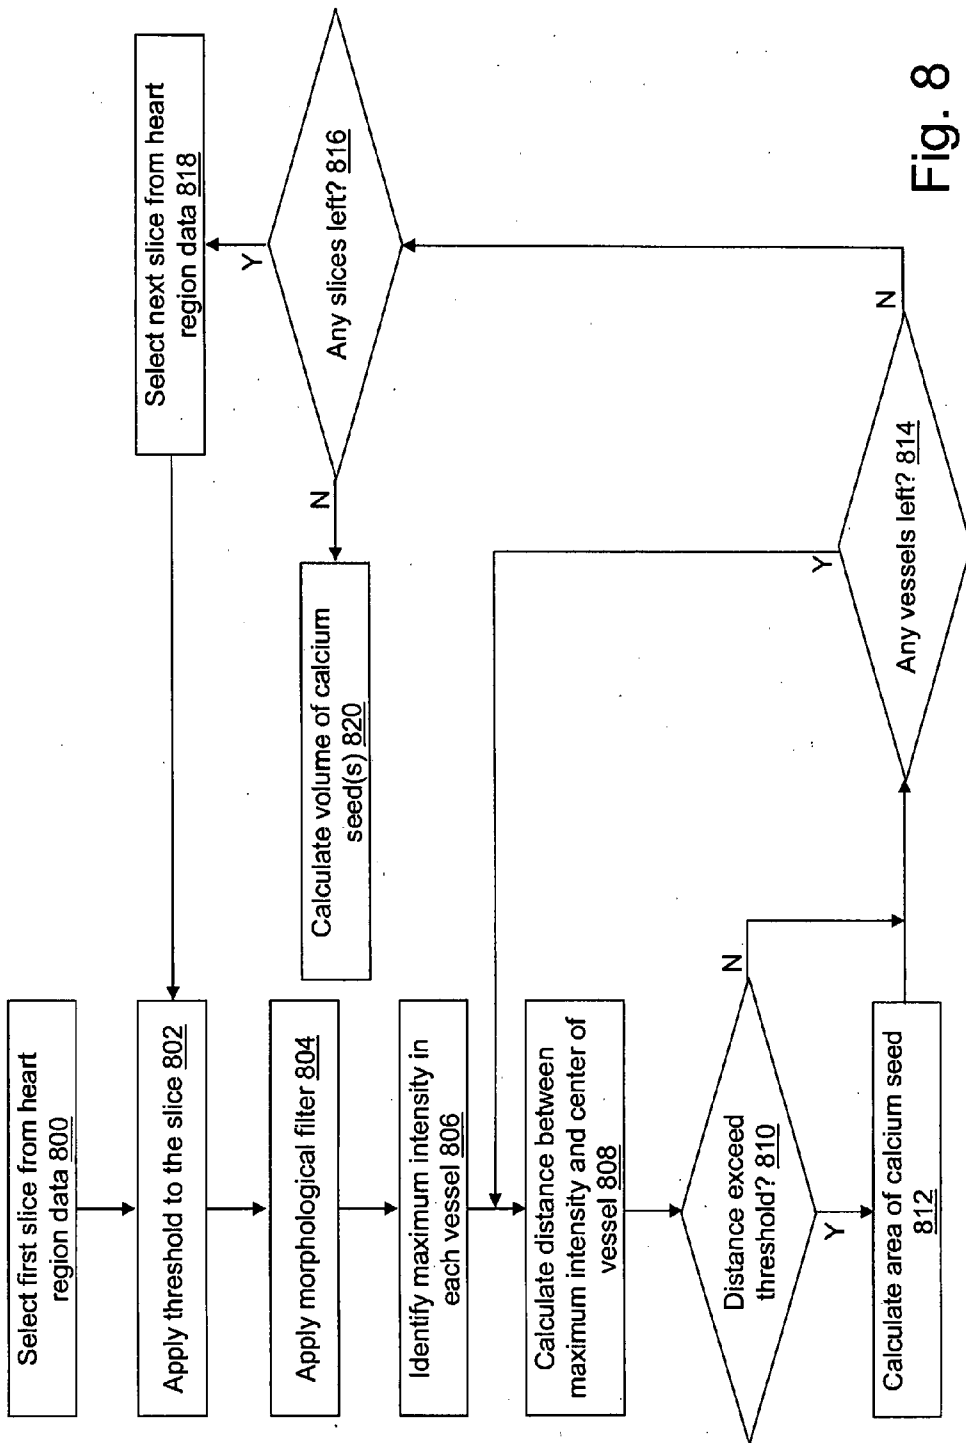 Select first slice from heart
region data 800
Apply threshold to the slice 802
Apply morphological filter 804
Identify maximum intensity in
each vessel 806
Calculate distance between
maximum intensity and center of
vessel 808
Distance exceed
threshold? 810
N
Y
Calculate area of calcium seed
812
Any vessels left? 814
Y
N
Any slices left? 816
Y
N
Select next slice from heart
region data 818
Calculate volume of calcium
seed(s) 820
Fig. 8